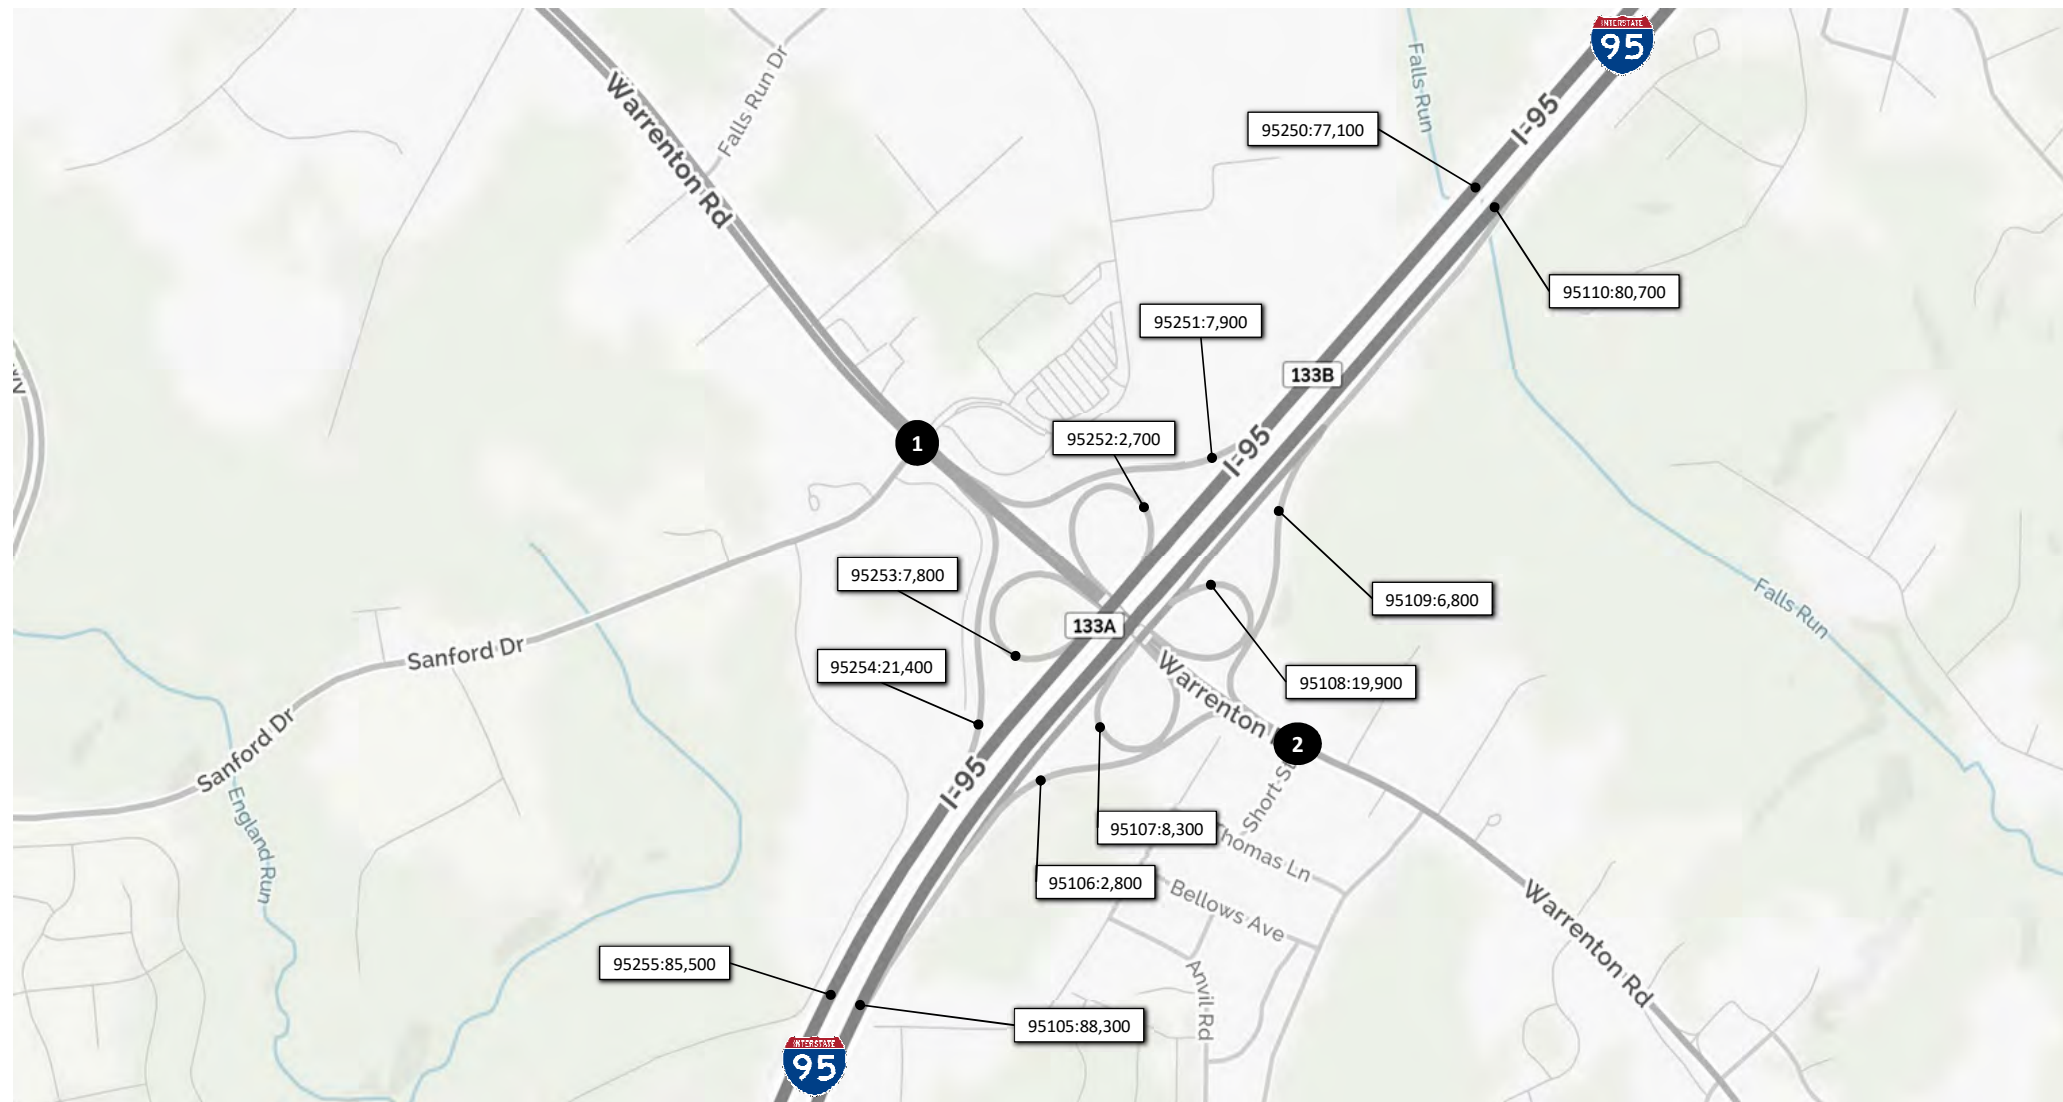 INTERSTATE
95
Falls Run Dr
Warrenton Rd
Falls Run
I-95
95250:77,100
95110:80,700
95251:7,900
133B
1
95252:2,700
I-95
95253:7,800
95109:6,800
Falls Run
133A
Sanford Dr
95254:21,400
95108:19,900
Warrenton
2
Sanford Dr
I-95
Short St
England Run
95107:8,300
Thomas Ln
95106:2,800
Bellows Ave
Warrenton Rd
95255:85,500
Anvil Rd
95105:88,300
INTERSTATE
95